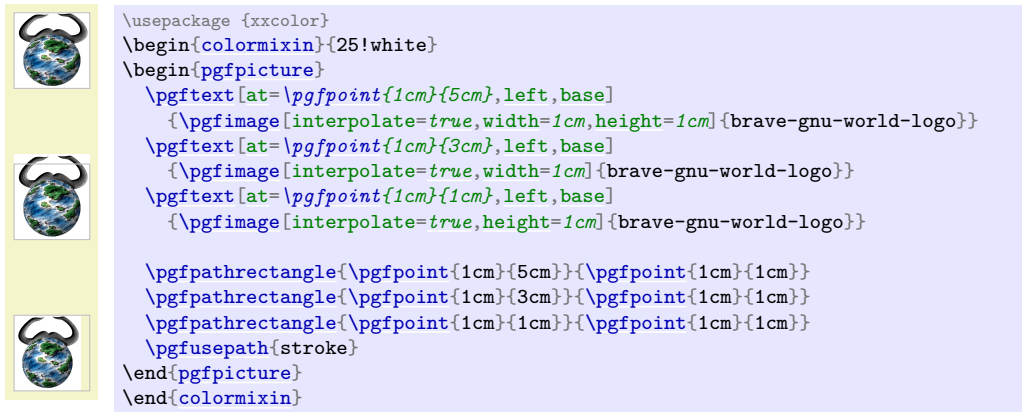 \usepackage {xxcolor}
\begin{colormixin}{25!white}
\begin{pgfpicture}
  \pgftext[at=\pgfpoint{1cm}{5cm},left,base]
    {\pgfimage[interpolate=true,width=1cm,height=1cm]{brave-gnu-world-logo}}
  \pgftext[at=\pgfpoint{1cm}{3cm},left,base]
    {\pgfimage[interpolate=true,width=1cm]{brave-gnu-world-logo}}
  \pgftext[at=\pgfpoint{1cm}{1cm},left,base]
    {\pgfimage[interpolate=true,height=1cm]{brave-gnu-world-logo}}

  \pgfpathrectangle{\pgfpoint{1cm}{5cm}}{\pgfpoint{1cm}{1cm}}
  \pgfpathrectangle{\pgfpoint{1cm}{3cm}}{\pgfpoint{1cm}{1cm}}
  \pgfpathrectangle{\pgfpoint{1cm}{1cm}}{\pgfpoint{1cm}{1cm}}
  \pgfusepath{stroke}
\end{pgfpicture}
\end{colormixin}